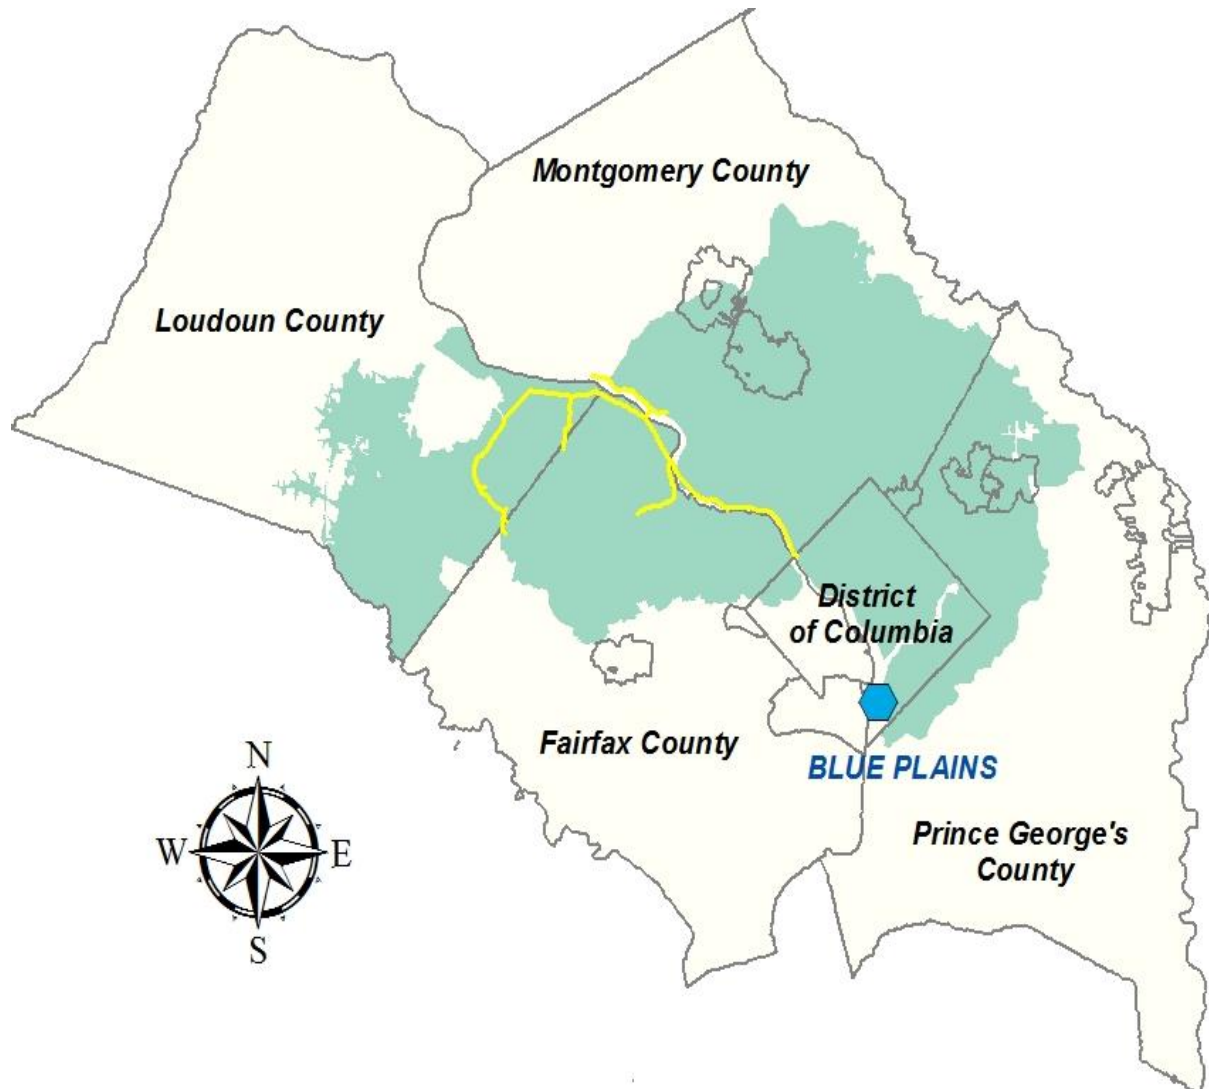 Montgomery County
Loudoun County
District
of Columbia
Fairfax County
BLUE PLAINS
N
W
E
S
Prince George's
County